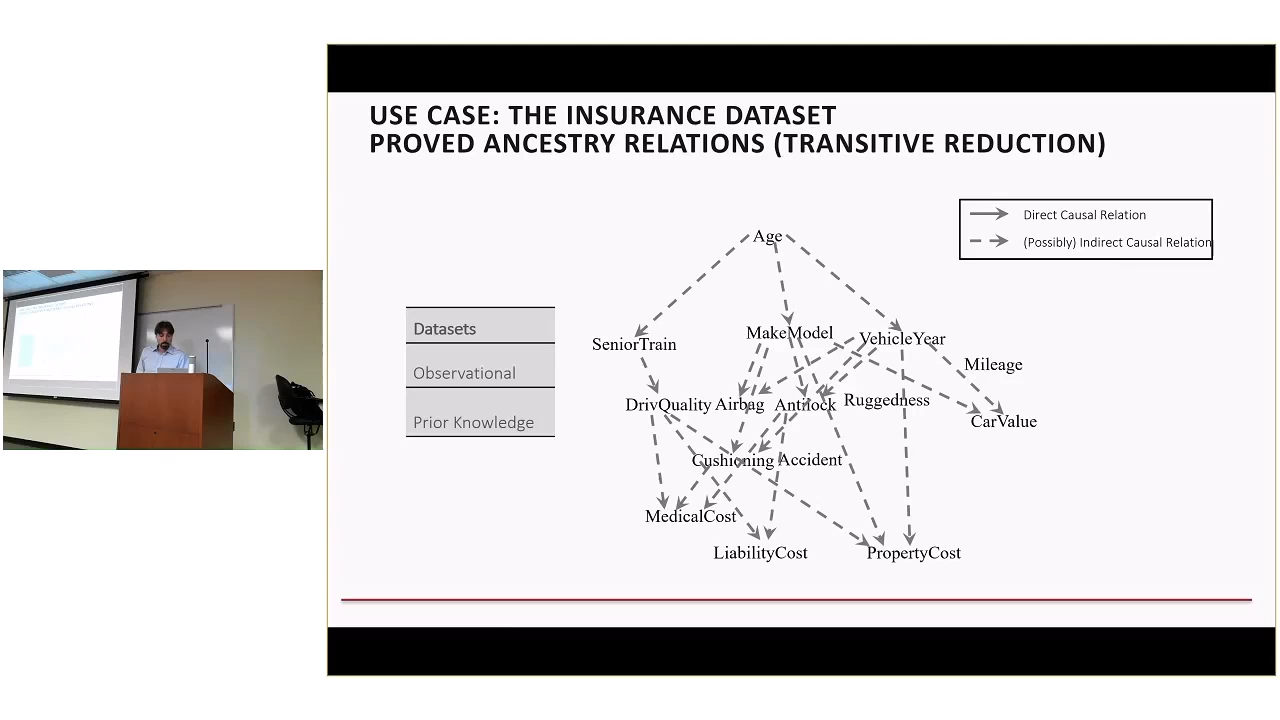 USE CASE: THE INSURANCE DATASET
PROVED ANCESTRY RELATIONS (TRANSITIVE REDUCTION)
Direct Causal Relation
(Possibly) Indirect Causal Relation
Datasets
Observational
Prior Knowledge
Age
SeniorTrain
MakeModel
VehicleYear
Mileage
DrivQuality
Airbag
Antilock
Ruggedness
CarValue
Cushioning
Accident
MedicalCost
LiabilityCost
PropertyCost